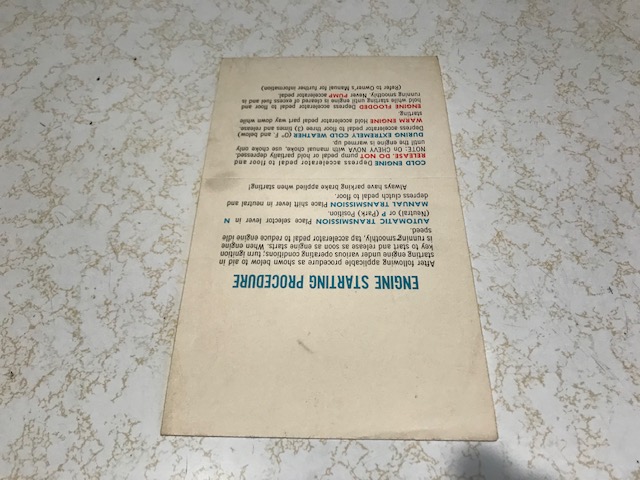 ENGINE STARTING PROCEDURE
After following applicable procedure as shown below to aid in
starting engine under various operating conditions; turn ignition
key to start and release as soon as engine starts. When engine
is running smoothly, tap accelerator pedal to reduce engine idle
speed.
AUTOMATIC TRANSMISSION Place selector lever in N
(Neutral) or P (Park) Position.
MANUAL TRANSMISSION Place shift lever in neutral and
depress clutch pedal to floor.
Always have parking brake applied when starting!
COLD ENGINE Depress accelerator pedal to floor and
RELEASE DO NOT pump pedal or hold partially depressed.
NOTE: On CHEVY NOVA with manual choke, use choke only
until the engine is warmed up.
DURING EXTREMELY COLD WEATHER (0° F. and below)
Depress accelerator pedal to floor three (3) times and release
WARM ENGINE Hold accelerator pedal part way down while
starting.
ENGINE FLOODED Depress accelerator pedal to floor and
hold while starting until engine is cleared of excess fuel and is
running smoothly. Never PUMP accelerator pedal.
(Refer to Owner's Manual for further information)